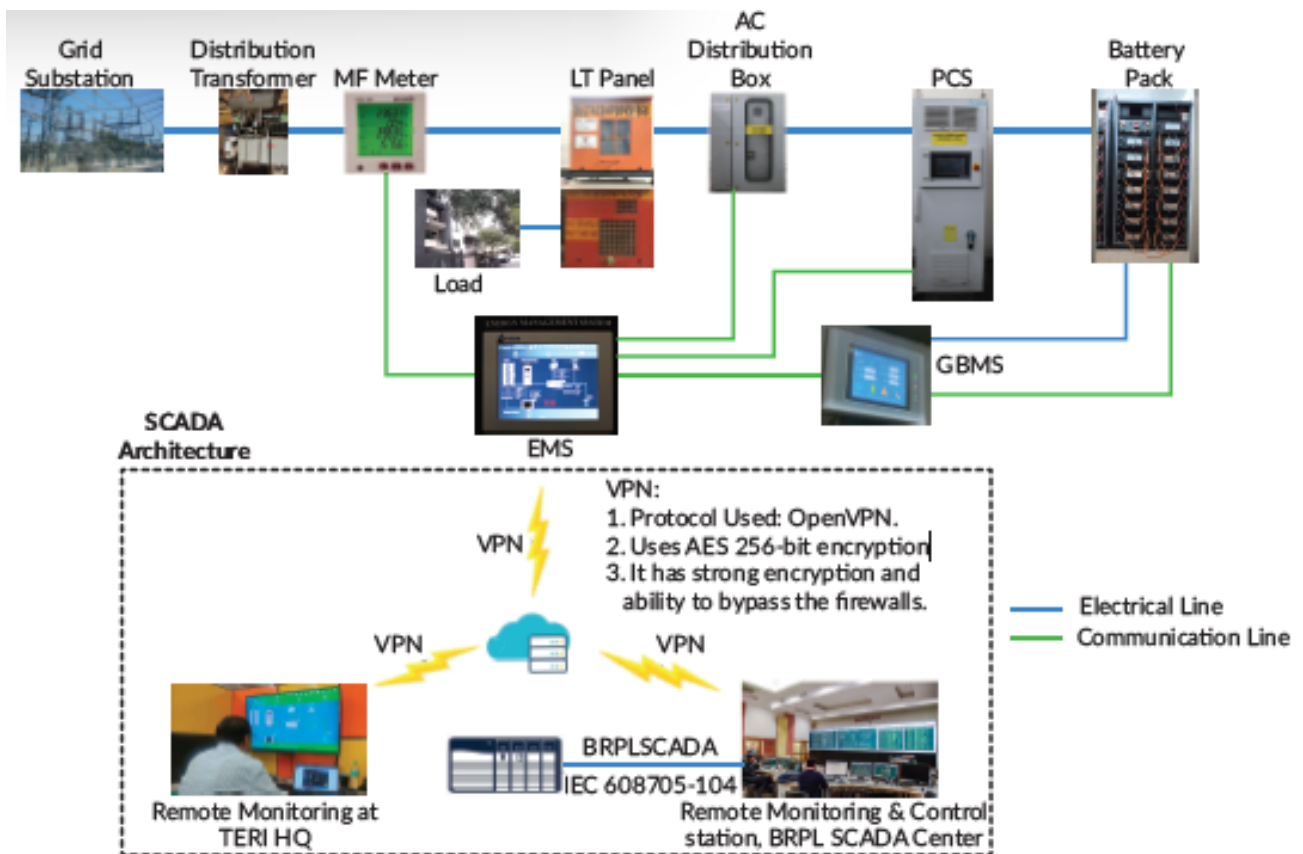 Grid
Substation
Distribution
Transformer
MF Meter
LT Panel
AC
Distribution
Box
PCS
Battery
Pack
Load
ENERGY MANAGEMENT SYSTEM
EMS
GBMS
SCADA
Architecture
VPN
VPN:
1. Protocol Used: OpenVPN.
2. Uses AES 256-bit encryption
3. It has strong encryption and
ability to bypass the firewalls.
Electrical Line
Communication Line
VPN
VPN
BRPLSCADA
IEC 608705-104
Remote Monitoring at
TERI HQ
Remote Monitoring & Control
station, BRPL SCADA Center